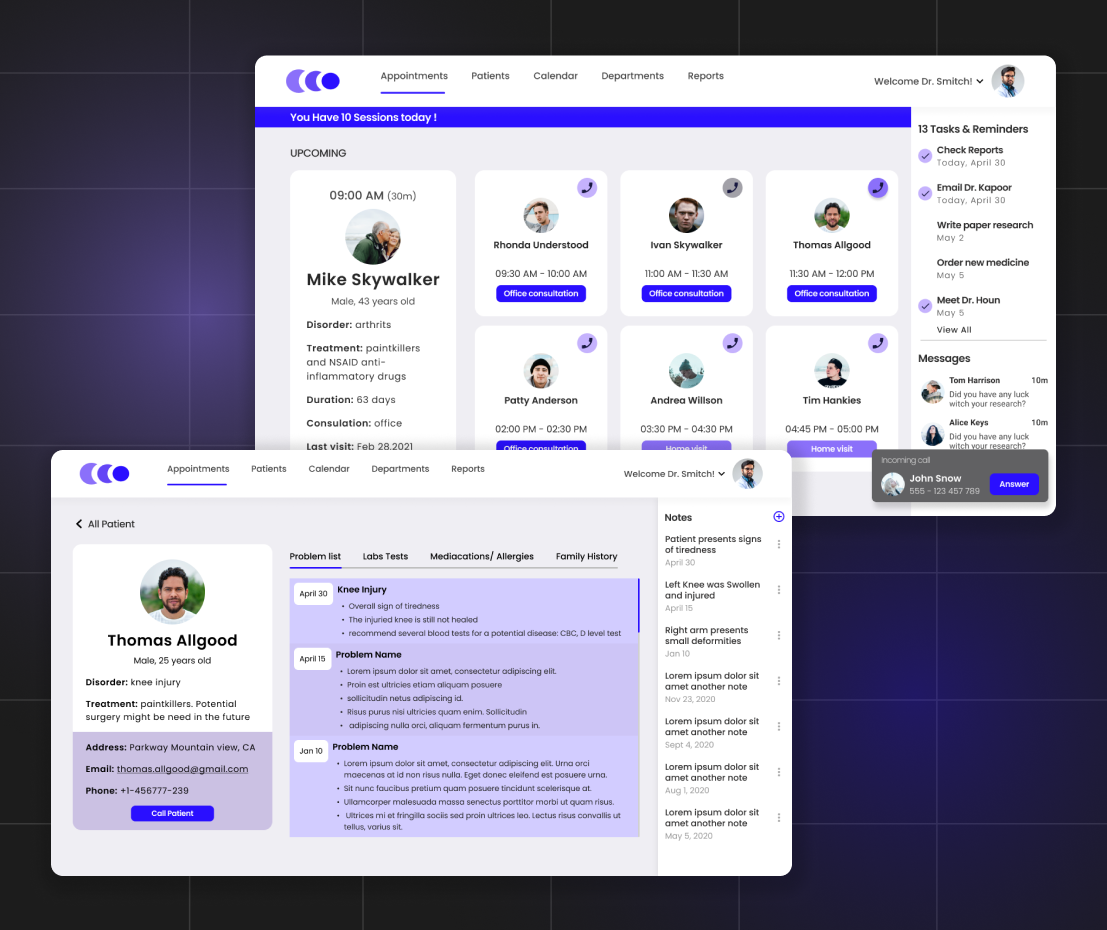 Appointments Patients Calendar Departments Reports
Welcome Dr. Smitch!
You Have 10 Sessions today !
UPCOMING
09:00 AM (30m)
Mike Skywalker
Male, 43 years old
Disorder: arthrits
Treatment: paintkillers
and NSAID anti-
inflammatory drugs
Duration: 63 days
Consulation: office
Last visit: Feb 28.2021
Rhonda Understood
09:30 AM - 10:00 AM
Office consultation
Ivan Skywalker
11:00 AM - 11:30 AM
Office consultation
Thomas Allgood
11:30 AM - 12:00 PM
Office consultation
Patty Anderson
02:00 PM - 02:30 PM
Office consultation
Andrea Willson
03:30 PM - 04:30 PM
Home visit
Tim Hankies
04:45 PM - 05:00 PM
Home visit
13 Tasks & Reminders
Check Reports
Today, April 30
Email Dr. Kapoor
Today, April 30
Write paper research
May 2
Order new medicine
May 5
Meet Dr. Houn
May 5
View All
Messages
Tom Harrison 10m
Did you have any luck
witch your research?
Alice Keys 10m
Did you have any luck
witch your research?
Incoming call
John Snow
555 - 123 457 789
Answer
Appointments Patients Calendar Departments Reports
Welcome Dr. Smitch!
All Patient
Thomas Allgood
Male, 25 years old
Disorder: knee injury
Treatment: paintkillers. Potential
surgery might be need in the future
Address: Parkway Mountain view, CA
Email: thomas.allgood@gmail.com
Phone: +1-456777-239
Call Patient
Problem list Labs Tests Mediacations/ Allergies Family History
April 30 Knee Injury
• Overall sign of tiredness
• The injuried knee is still not healed
• recommend several blood tests for a potential disease: CBC, D level test
April 15 Problem Name
• Lorem ipsum dolor sit amet, consectetur adipiscing elit.
• Proin est ultricies etiam aliquam posuere
• sollicitudin netus adipiscing id.
• Risus purus nisi ultricies quam enim. Sollicitudin
• adipiscing nulla orci, aliquam fermentum purus in.
Jan 10 Problem Name
• Lorem ipsum dolor sit amet, consectetur adipiscing elit. Urna orci
maecenas at id non risus nulla. Eget donec eleifend est posuere urna.
• Sit nunc faucibus pretium quam posuere tincidunt scelerisque at.
• Ullamcorper malesuada massa senectus porttitor morbi ut quam risus.
• Ultrices mi et fringilla sociis sed proin ultrices leo. Lectus risus convallis ut
tellus, varius sit.
Notes
Patient presents signs
of tiredness
April 30
Left Knee was Swollen
and injured
April 15
Right arm presents
small deformities
Jan 10
Lorem ipsum dolor sit
amet another note
Nov 23, 2020
Lorem ipsum dolor sit
amet another note
Sept 4, 2020
Lorem ipsum dolor sit
amet another note
Aug 1, 2020
Lorem ipsum dolor sit
amet another note
May 5, 2020